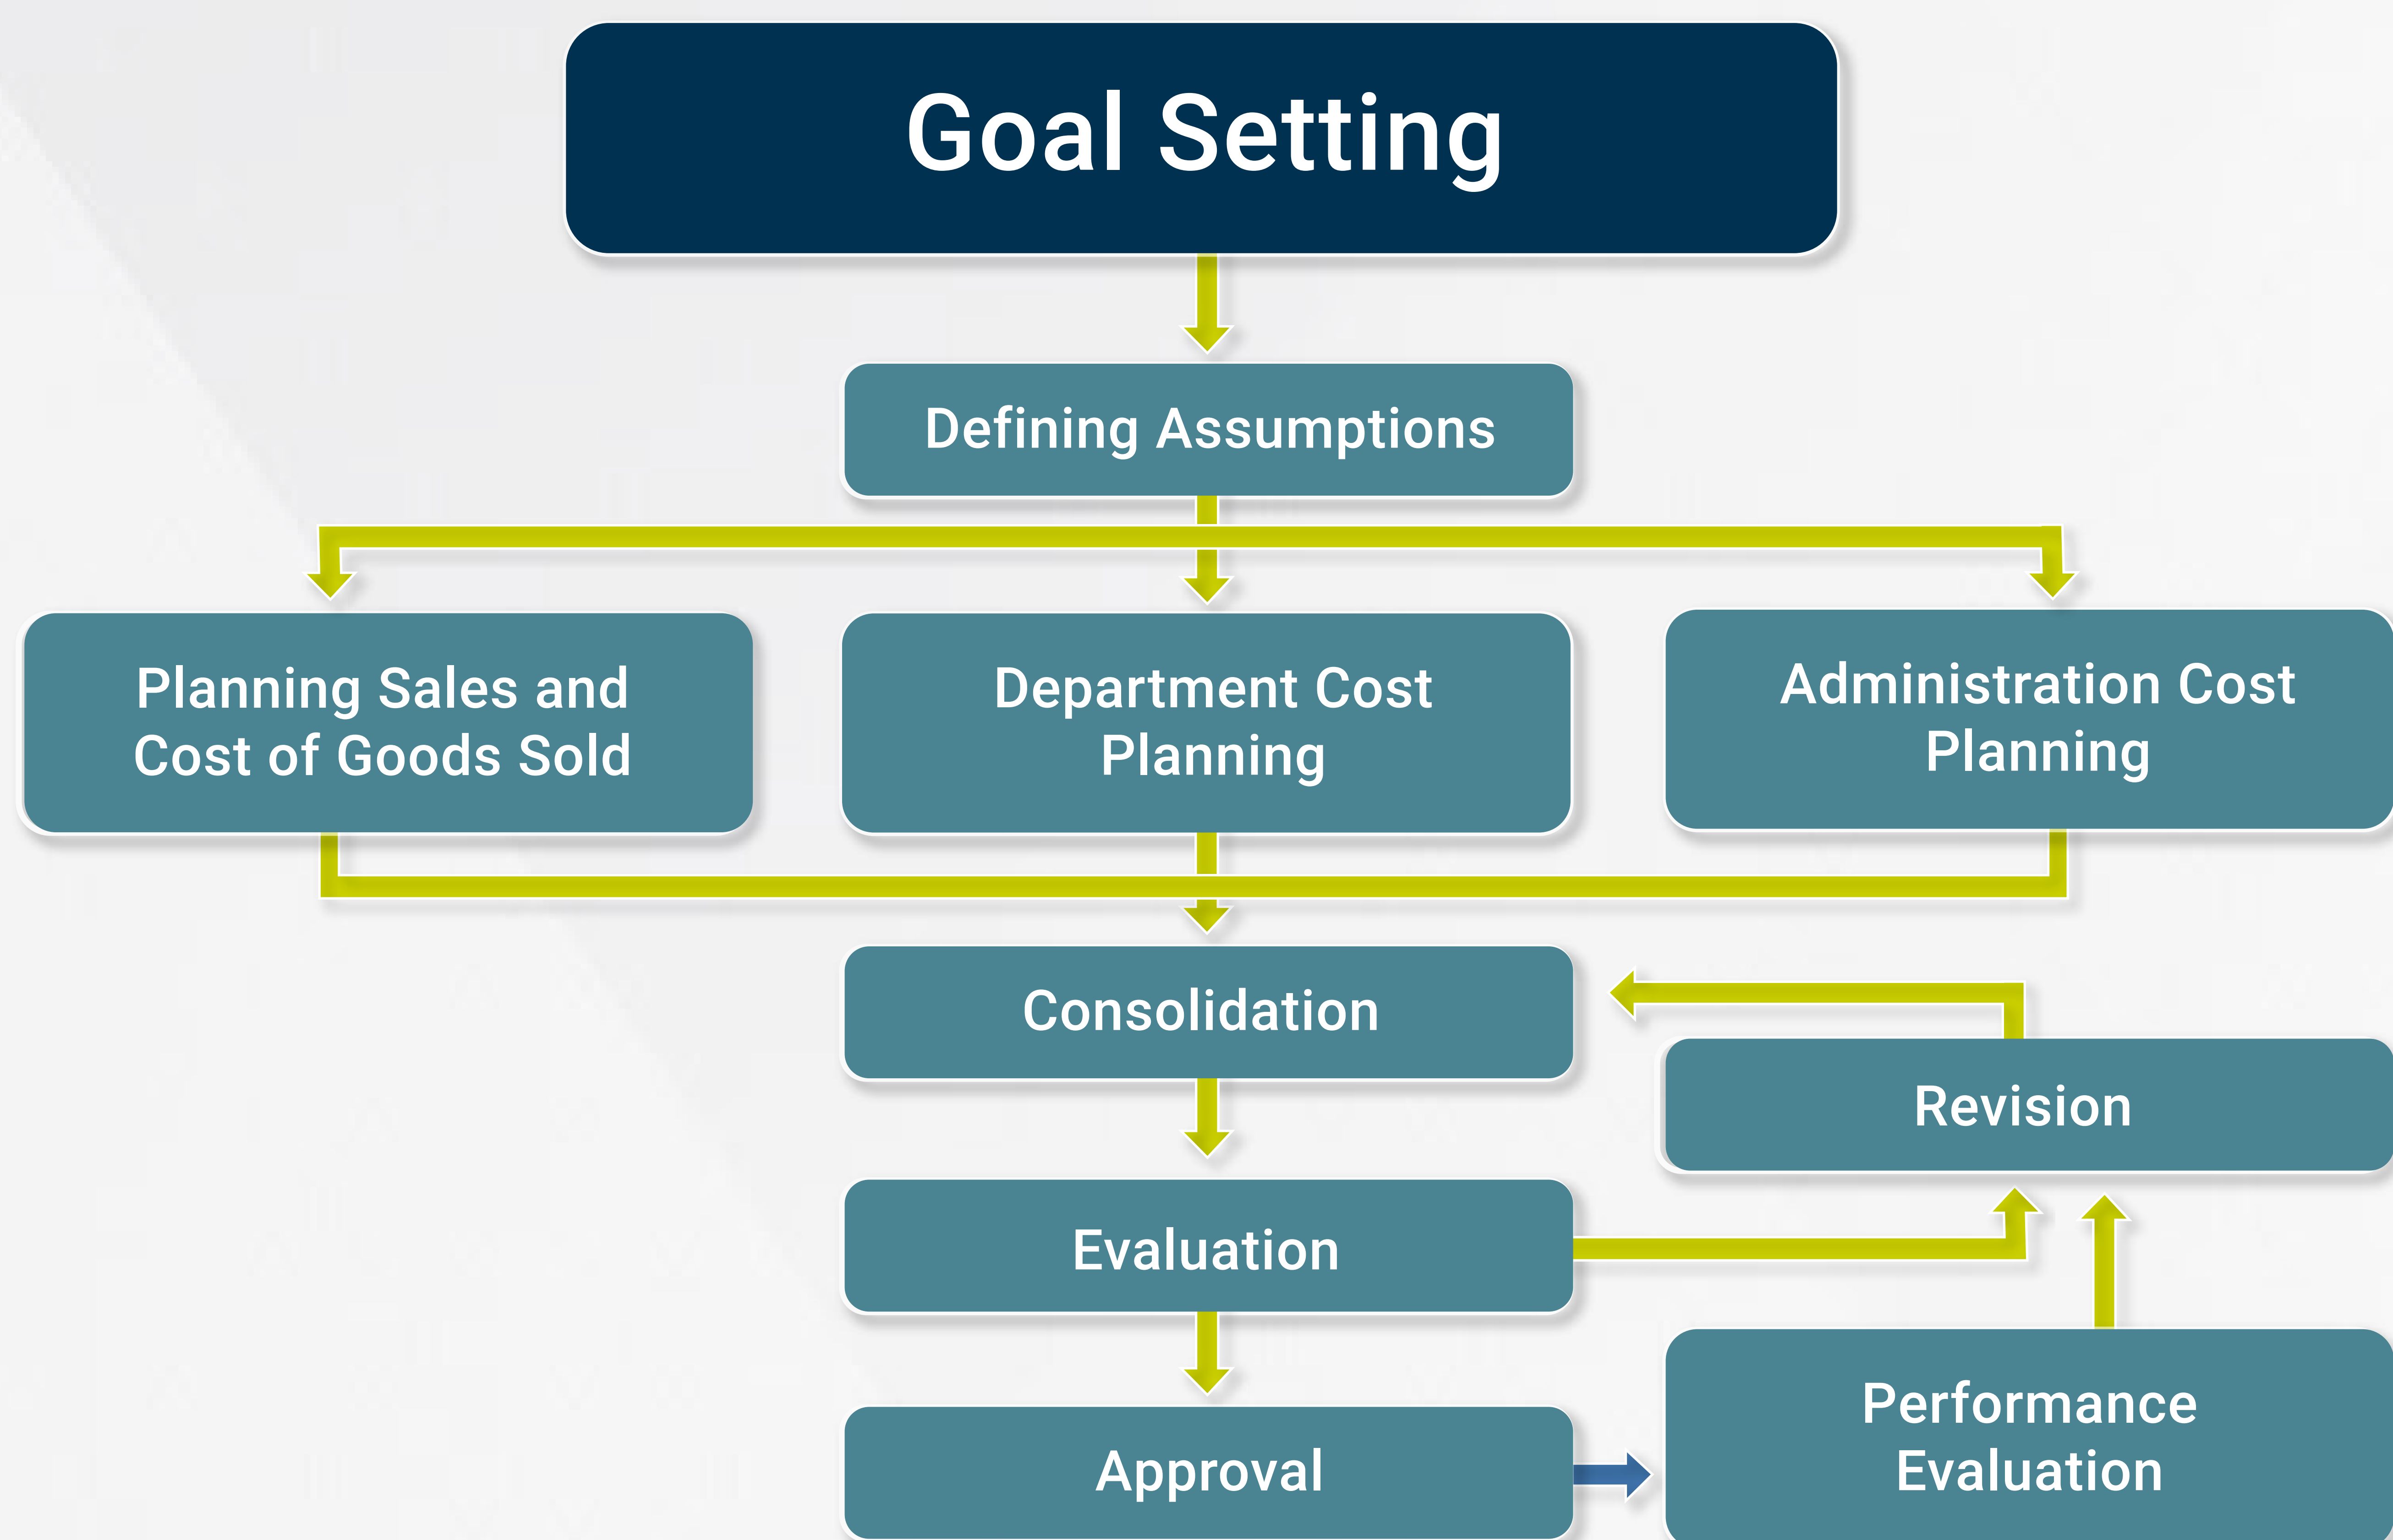 Goal Setting
Defining Assumptions
Planning Sales and
Cost of Goods Sold
Department Cost
Planning
Administration Cost
Planning
Consolidation
Revision
Evaluation
Approval
Performance
Evaluation